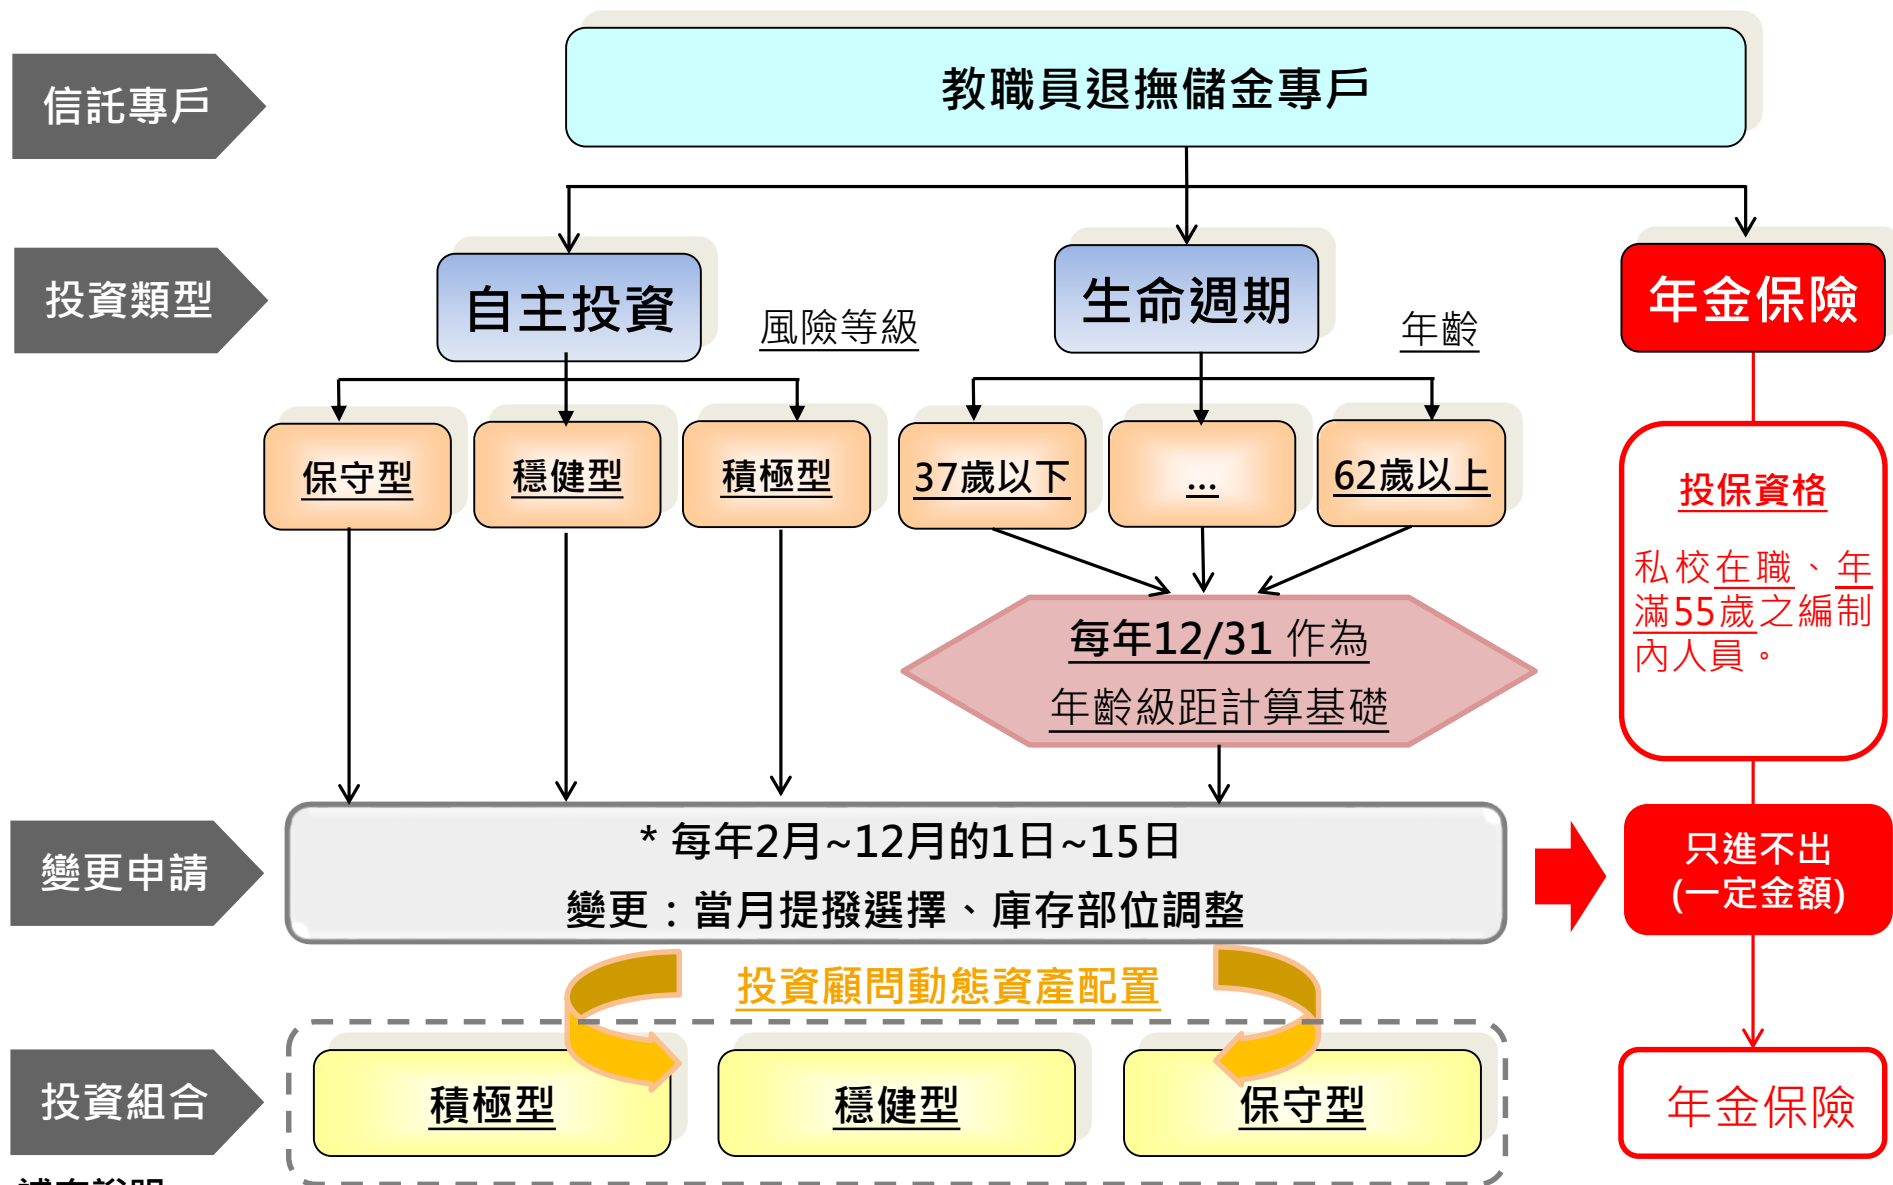 信託專戶
教職員退撫儲金專戶
投資類型
自主投資
風險等級
生命週期
年齡
年金保險
保守型
穩健型
積極型
37歲以下
...
62歲以上
投保資格
私校在職、年
滿55歲之編制
內人員。
每年12/31 作為
年齡級距計算基礎
變更申請
* 每年2月~12月的1日~15日
變更：當月提撥選擇、庫存部位調整
只進不出
(一定金額)
投資顧問動態資產配置
投資組合
積極型
穩健型
保守型
年金保險